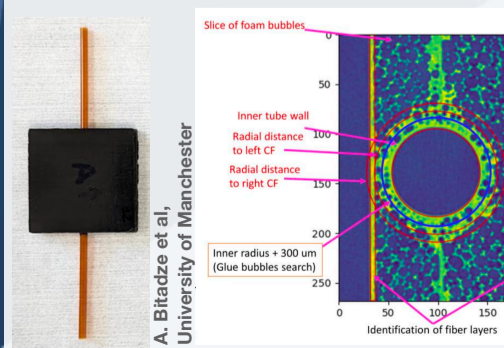 A. Bitadze et al,
University of Manchester
Slice of foam bubbles
Inner tube wall
Radial distance
to left CF
Radial distance
to right CF
Inner radius + 300 um
(Glue bubbles search)
Identification of fiber layers
0
50
100
150
200
250
0
50
100
150